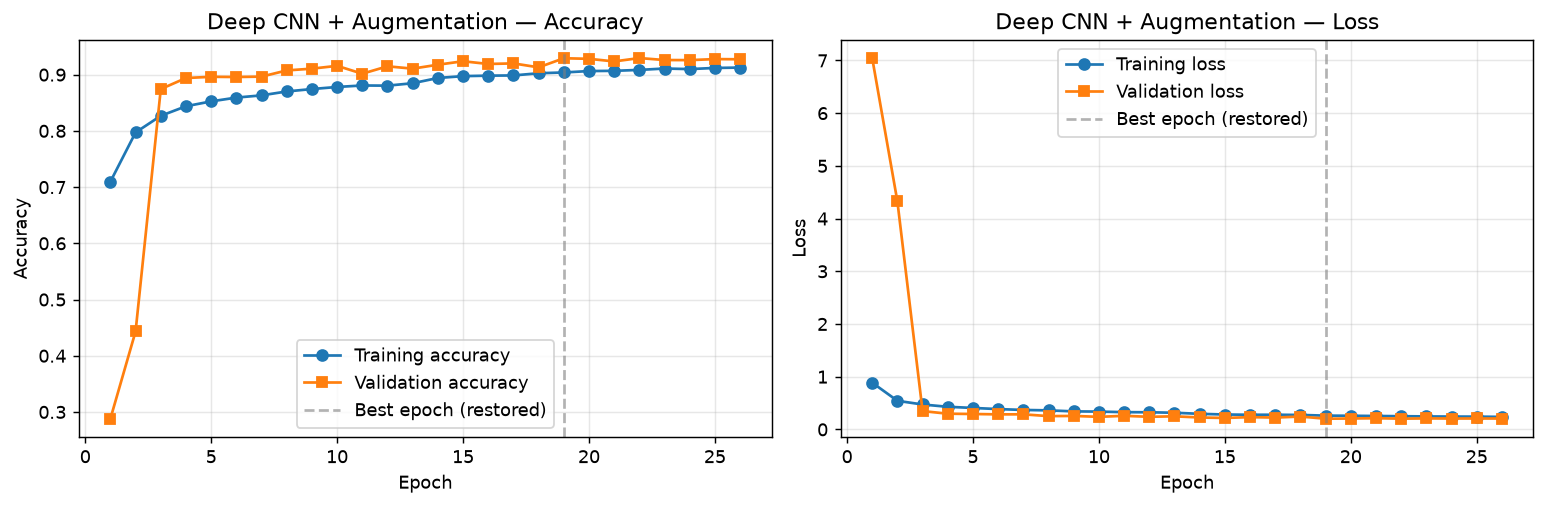 Deep CNN + Augmentation — Accuracy
0.9
0.8
0.7
0.6
0.5
0.4
0.3
Accuracy
Training accuracy
Validation accuracy
Best epoch (restored)
0 5 10 15 20 25
Epoch
Deep CNN + Augmentation — Loss
7
6
5
4
3
2
1
0
Loss
Training loss
Validation loss
Best epoch (restored)
0 5 10 15 20 25
Epoch